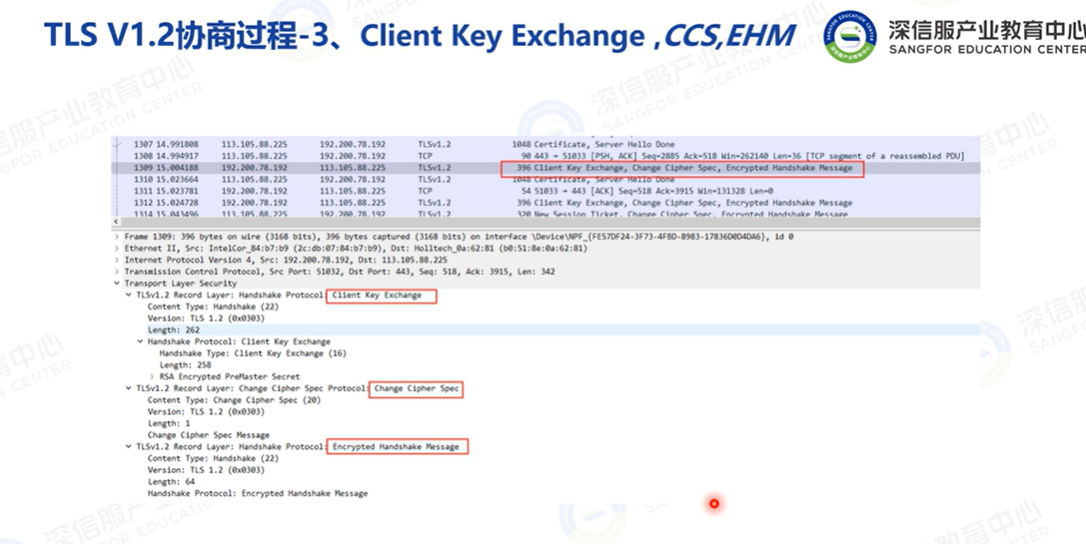 TLS V1.2协商过程-3、Client Key Exchange ,CCS,EHM
深信服产业教育中心
SANGFOR EDUCATION CENTER
1307 14.991808 113.105.88.225 192.200.78.192 TLSv1.2 1048 Certificate, Server Hello Done
1308 14.994917 113.105.88.225 192.200.78.192 TCP 90 443 → 51033 [PSH, ACK] Seq=2885 Ack=518 Win=262140 Len=36 [TCP segment of a reassembled PDU]
1309 15.004188 192.200.78.192 113.105.88.225 TLSv1.2 396 Client Key Exchange, Change Cipher Spec, Encrypted Handshake Message
1310 15.023664 113.105.88.225 192.200.78.192 TLSv1.2 1048 Certificate, Server Hello Done
1311 15.023781 192.200.78.192 113.105.88.225 TCP 54 51033 → 443 [ACK] Seq=518 Ack=3915 Win=131328 Len=0
1312 15.024728 192.200.78.192 113.105.88.225 TLSv1.2 396 Client Key Exchange, Change Cipher Spec, Encrypted Handshake Message
1314 15.043496 113.105.88.225 192.200.78.192 TLSv1.2 320 New Session Ticket, Change Cipher Spec, Encrypted Handshake Message
Frame 1309: 396 bytes on wire (3168 bits), 396 bytes captured (3168 bits) on interface \Device\NPF_{FE57DF24-3F73-4FBD-8983-17836D0D4DA6}, id 0
Ethernet II, Src: IntelCor_84:b7:b9 (2c:db:07:84:b7:b9), Dst: Holltech_0a:62:81 (b0:51:8e:0a:62:81)
Internet Protocol Version 4, Src: 192.200.78.192, Dst: 113.105.88.225
Transmission Control Protocol, Src Port: 51032, Dst Port: 443, Seq: 518, Ack: 3915, Len: 342
Transport Layer Security
TLSv1.2 Record Layer: Handshake Protocol: Client Key Exchange
Content Type: Handshake (22)
Version: TLS 1.2 (0x0303)
Length: 262
Handshake Protocol: Client Key Exchange
Handshake Type: Client Key Exchange (16)
Length: 258
RSA Encrypted PreMaster Secret
TLSv1.2 Record Layer: Change Cipher Spec Protocol: Change Cipher Spec
Content Type: Change Cipher Spec (20)
Version: TLS 1.2 (0x0303)
Length: 1
Change Cipher Spec Message
TLSv1.2 Record Layer: Handshake Protocol: Encrypted Handshake Message
Content Type: Handshake (22)
Version: TLS 1.2 (0x0303)
Length: 64
Handshake Protocol: Encrypted Handshake Message